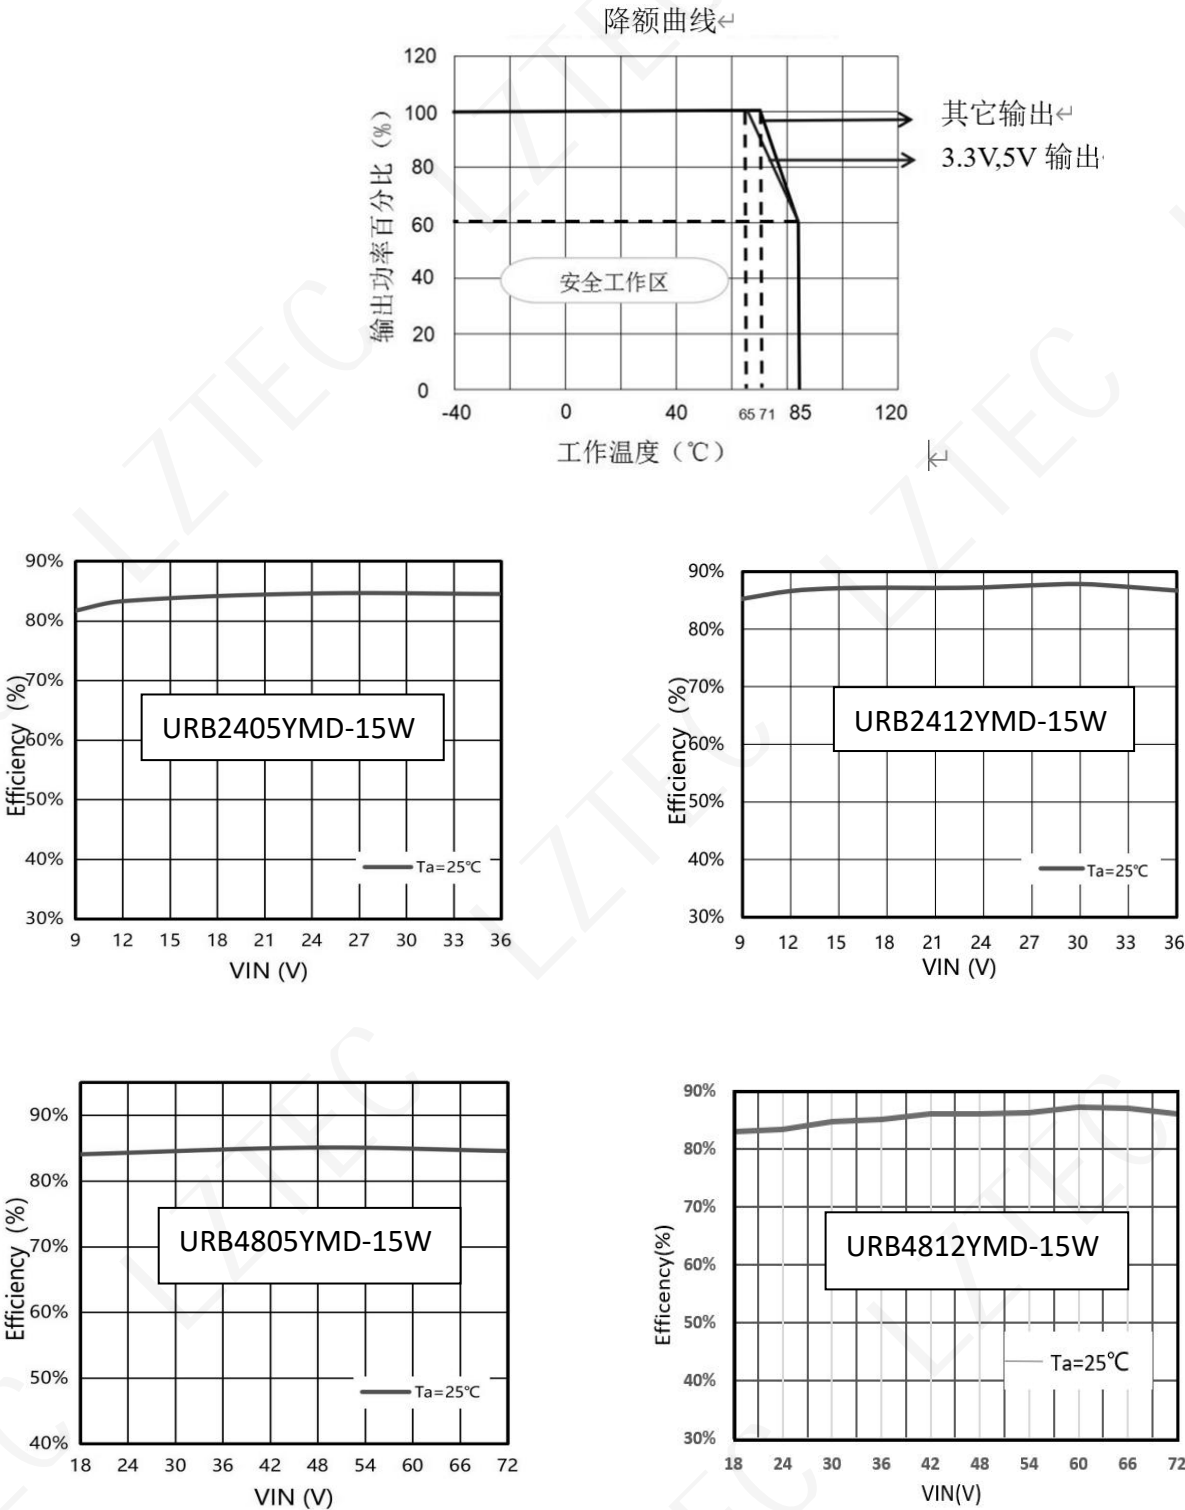 降额曲线↵
120
100
80
60
40
20
0
输出功率百分比（%）
其它输出↵
3.3V,5V 输出
安全工作区
-40 0 40 65 71 85 120
工作温度（℃）
↵
90%
80%
70%
60%
50%
40%
30%
Efficiency (%)
URB2405YMD-15W
Ta=25℃
9 12 15 18 21 24 27 30 33 36
VIN (V)
90%
80%
70%
60%
50%
40%
30%
Efficiency (%)
URB2412YMD-15W
Ta=25℃
9 12 15 18 21 24 27 30 33 36
VIN (V)
90%
80%
70%
60%
50%
40%
Efficiency (%)
URB4805YMD-15W
Ta=25℃
18 24 30 36 42 48 54 60 66 72
VIN (V)
90%
80%
70%
60%
50%
40%
30%
Efficency(%)
URB4812YMD-15W
Ta=25℃
18 24 30 36 42 48 54 60 66 72
VIN(V)
LZTEC
LZTEC
LZTEC
LZTEC
LZTEC
LZTEC